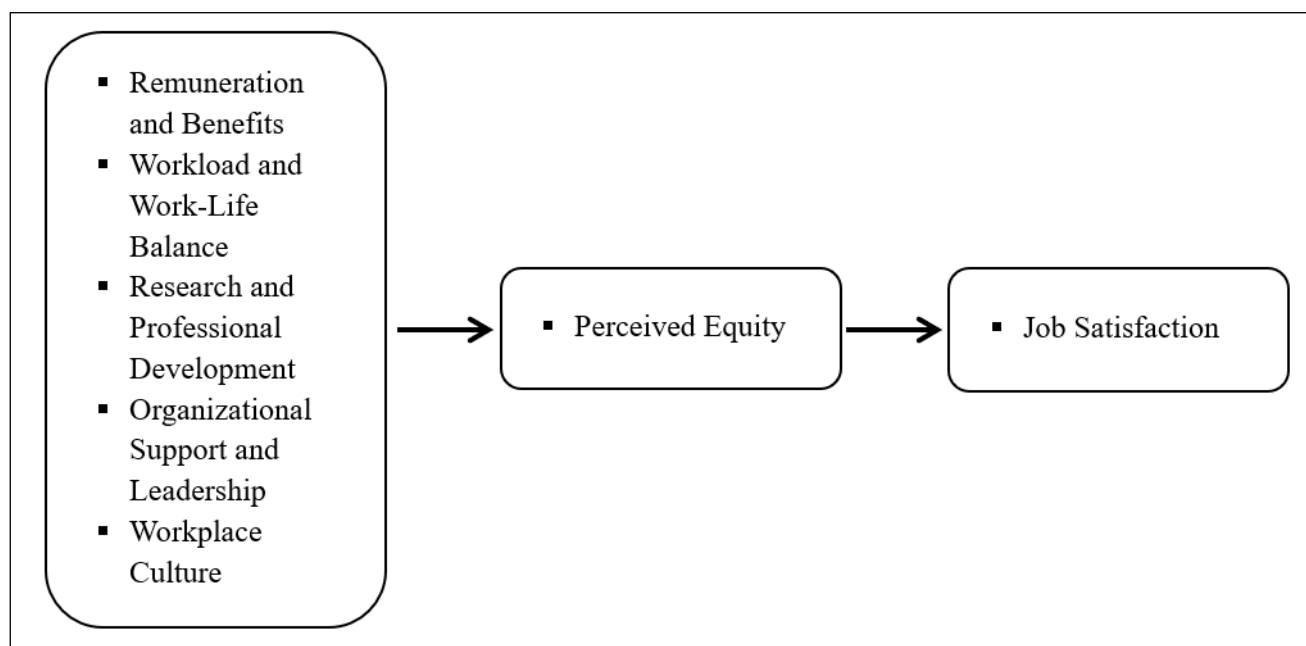 ▪ Remuneration
and Benefits
▪ Workload and
Work-Life
Balance
▪ Research and
Professional
Development
▪ Organizational
Support and
Leadership
▪ Workplace
Culture
▪ Perceived Equity
▪ Job Satisfaction